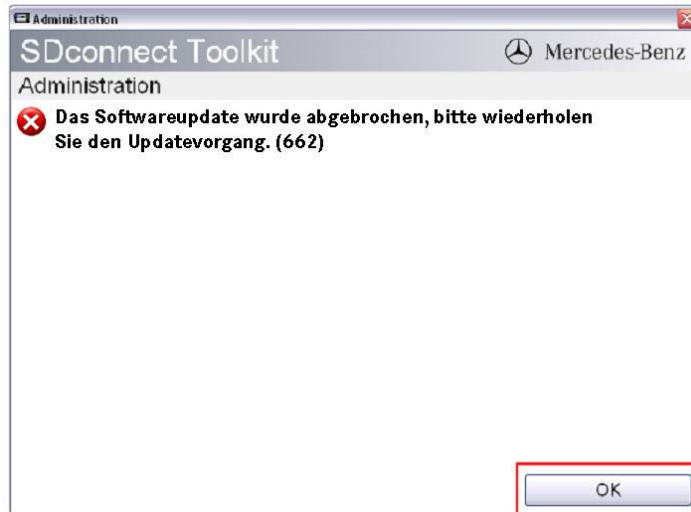 Administration
SDconnect Toolkit
Mercedes-Benz
Administration
Das Softwareupdate wurde abgebrochen, bitte wiederholen
Sie den Updatevorgang. (662)
OK